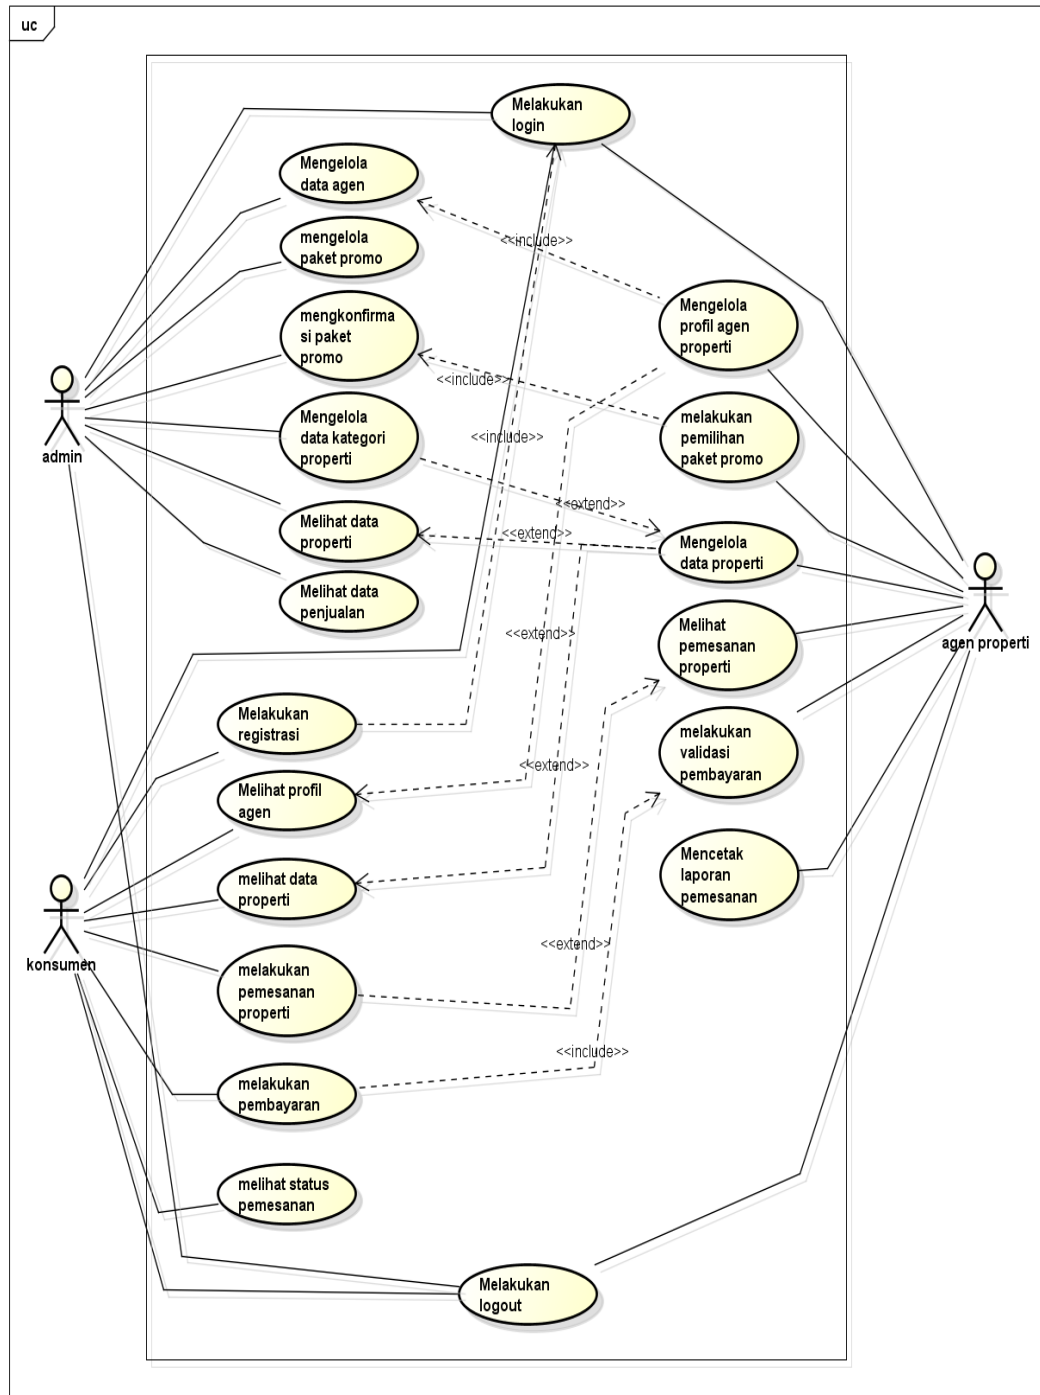 uc
Melakukan
login
Mengelola
data agen
mengelola
paket promo
<<include>>
mengkonfirma
si paket
promo
Mengelola
profil agen
properti
<<include>>
admin
Mengelola
data kategori
properti
<<include>>
melakukan
pemilihan
paket promo
<<extend>>
Melihat data
properti
<<extend>>
Mengelola
data properti
Melihat data
penjualan
<<extend>>
Melihat
pemesanan
properti
agen properti
Melakukan
registrasi
melakukan
validasi
pembayaran
Melihat profil
agen
<<extend>>
melihat data
properti
Mencetak
laporan
pemesanan
konsumen
<<extend>>
melakukan
pemesanan
properti
<<include>>
melakukan
pembayaran
melihat status
pemesanan
Melakukan
logout